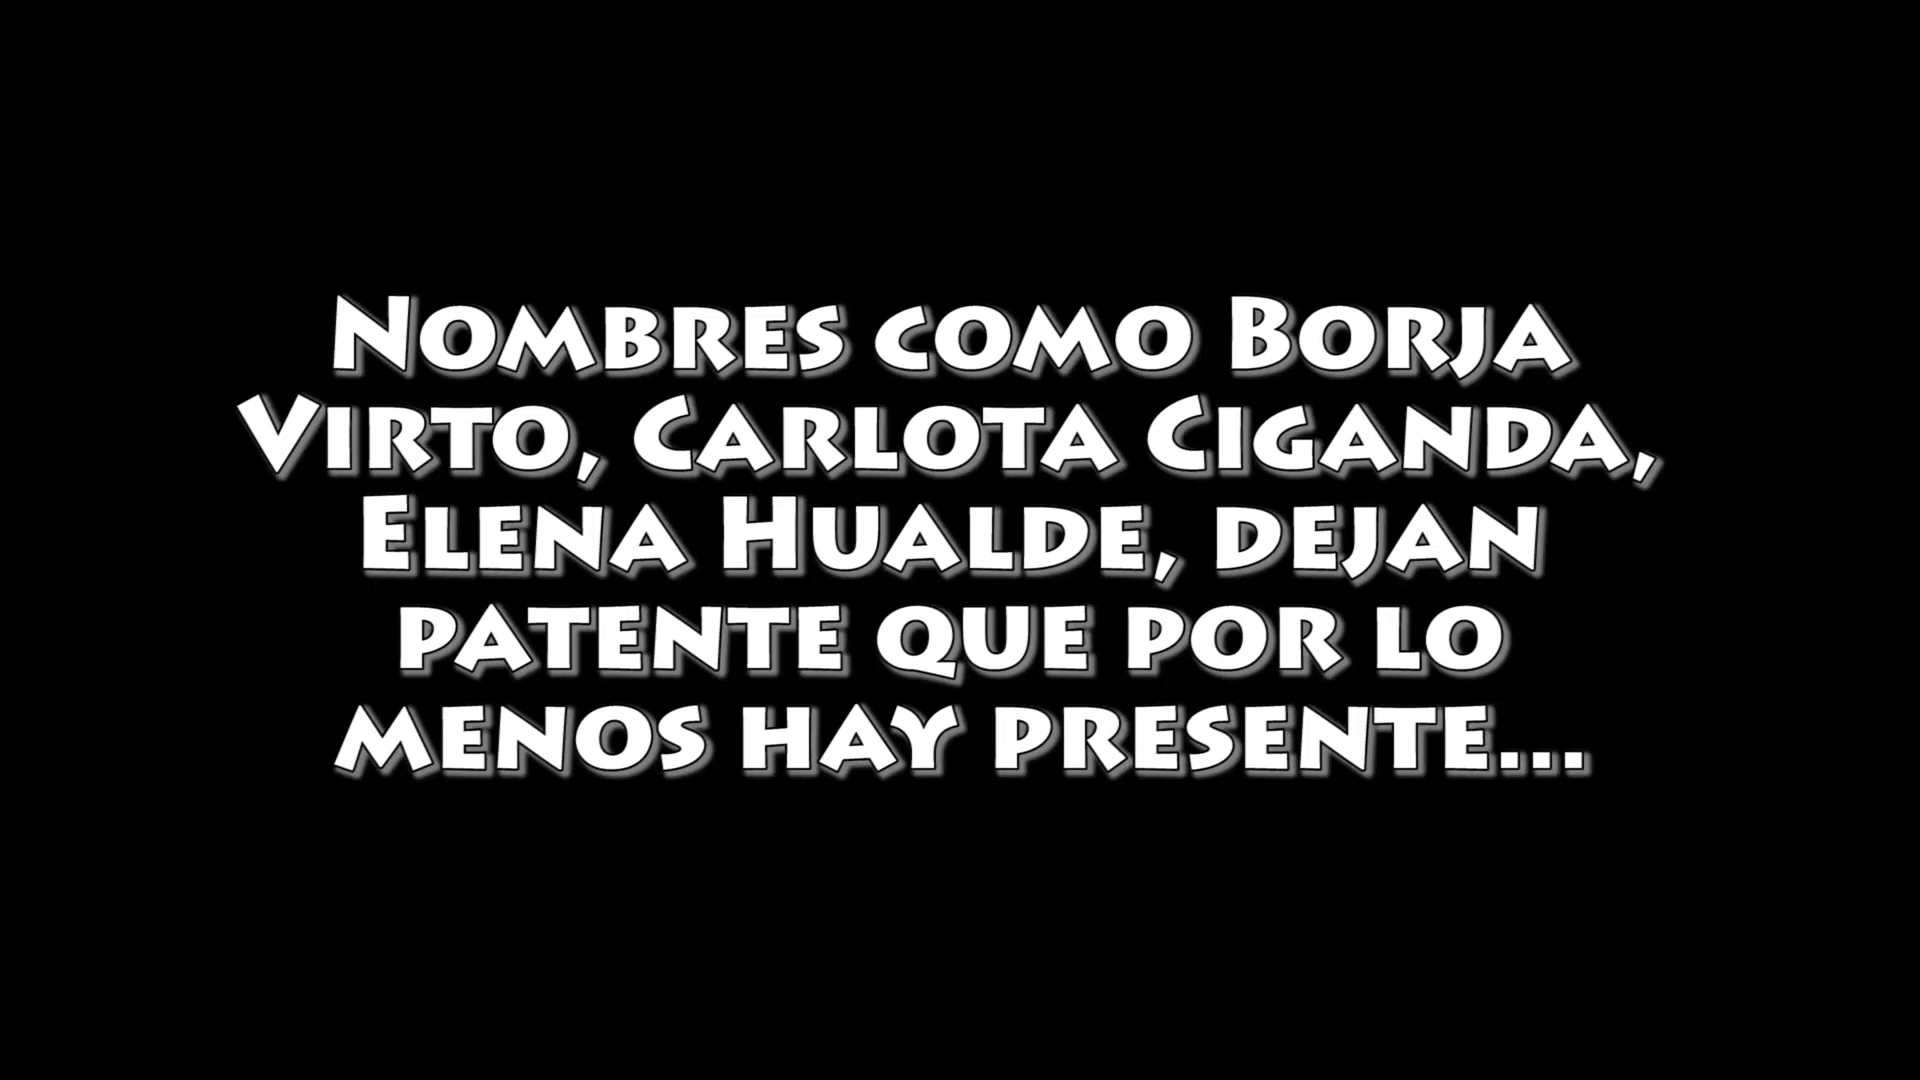 Nombres como Borja
Virto, Carlota Ciganda,
Elena Hualde, dejan
patente que por lo
menos hay presente...